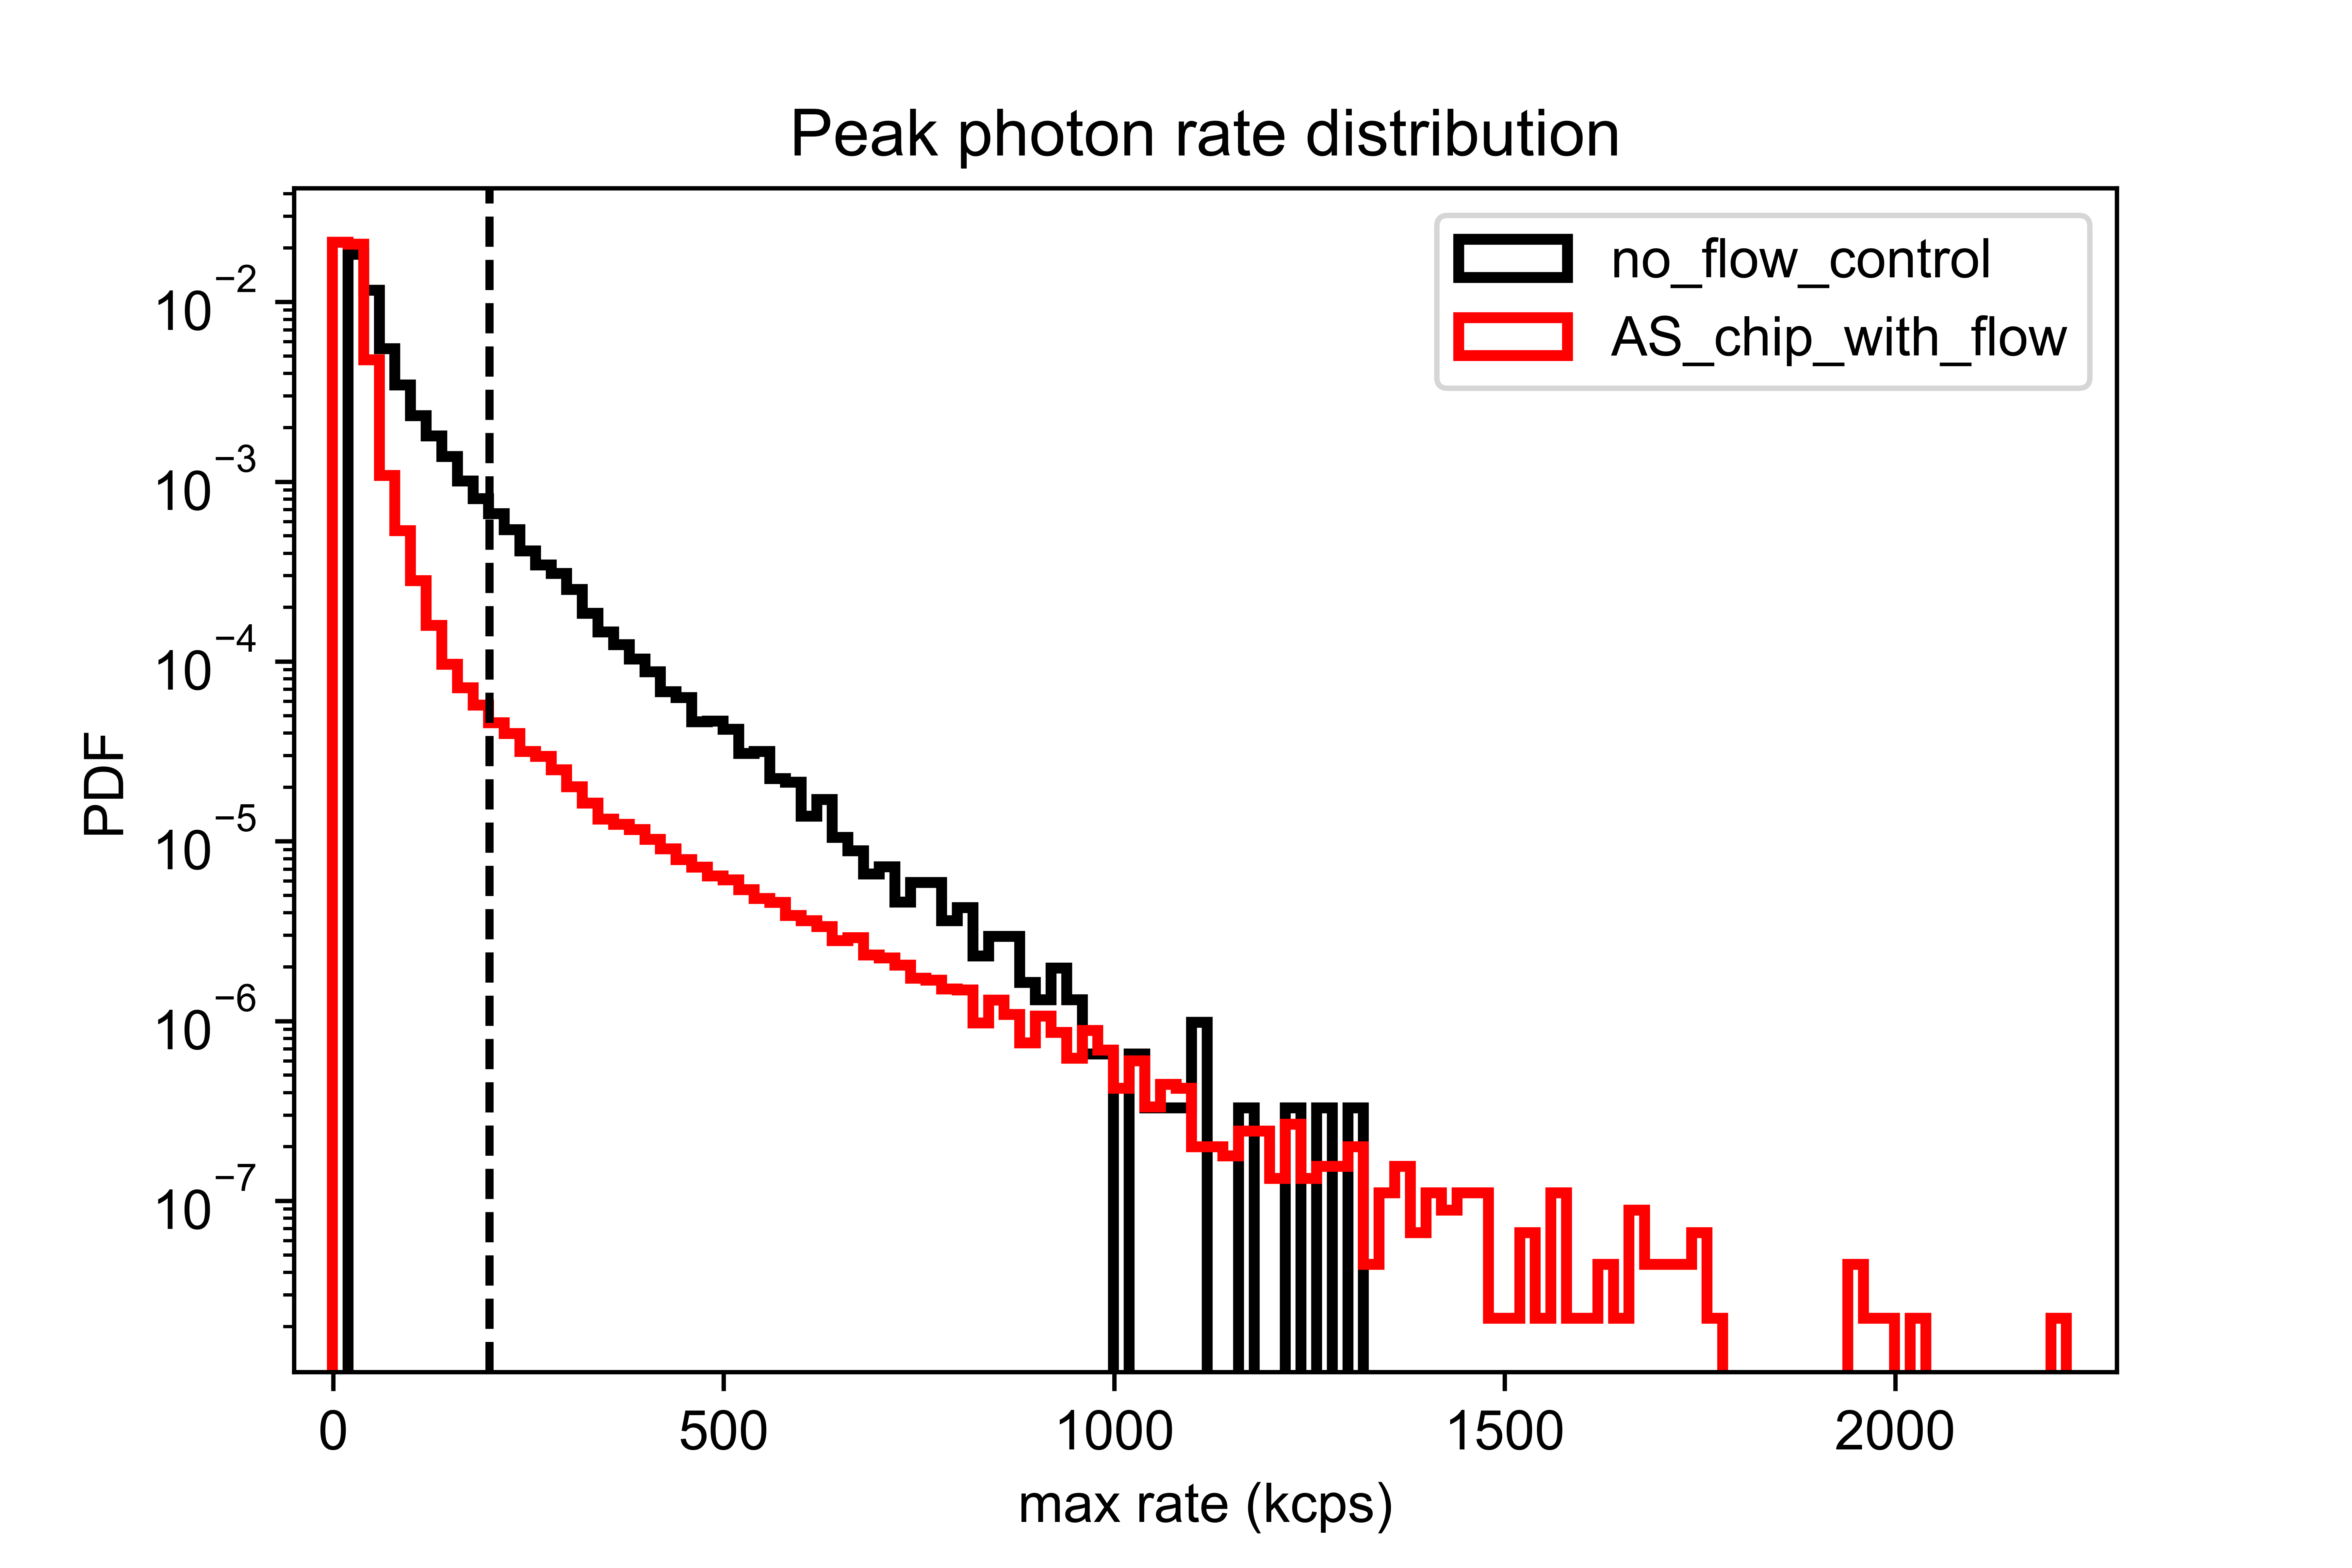 Peak photon rate distribution
no_flow_control
AS_chip_with_flow
10⁻²
10⁻³
10⁻⁴
10⁻⁵
10⁻⁶
10⁻⁷
PDF
0 500 1000 1500 2000
max rate (kcps)